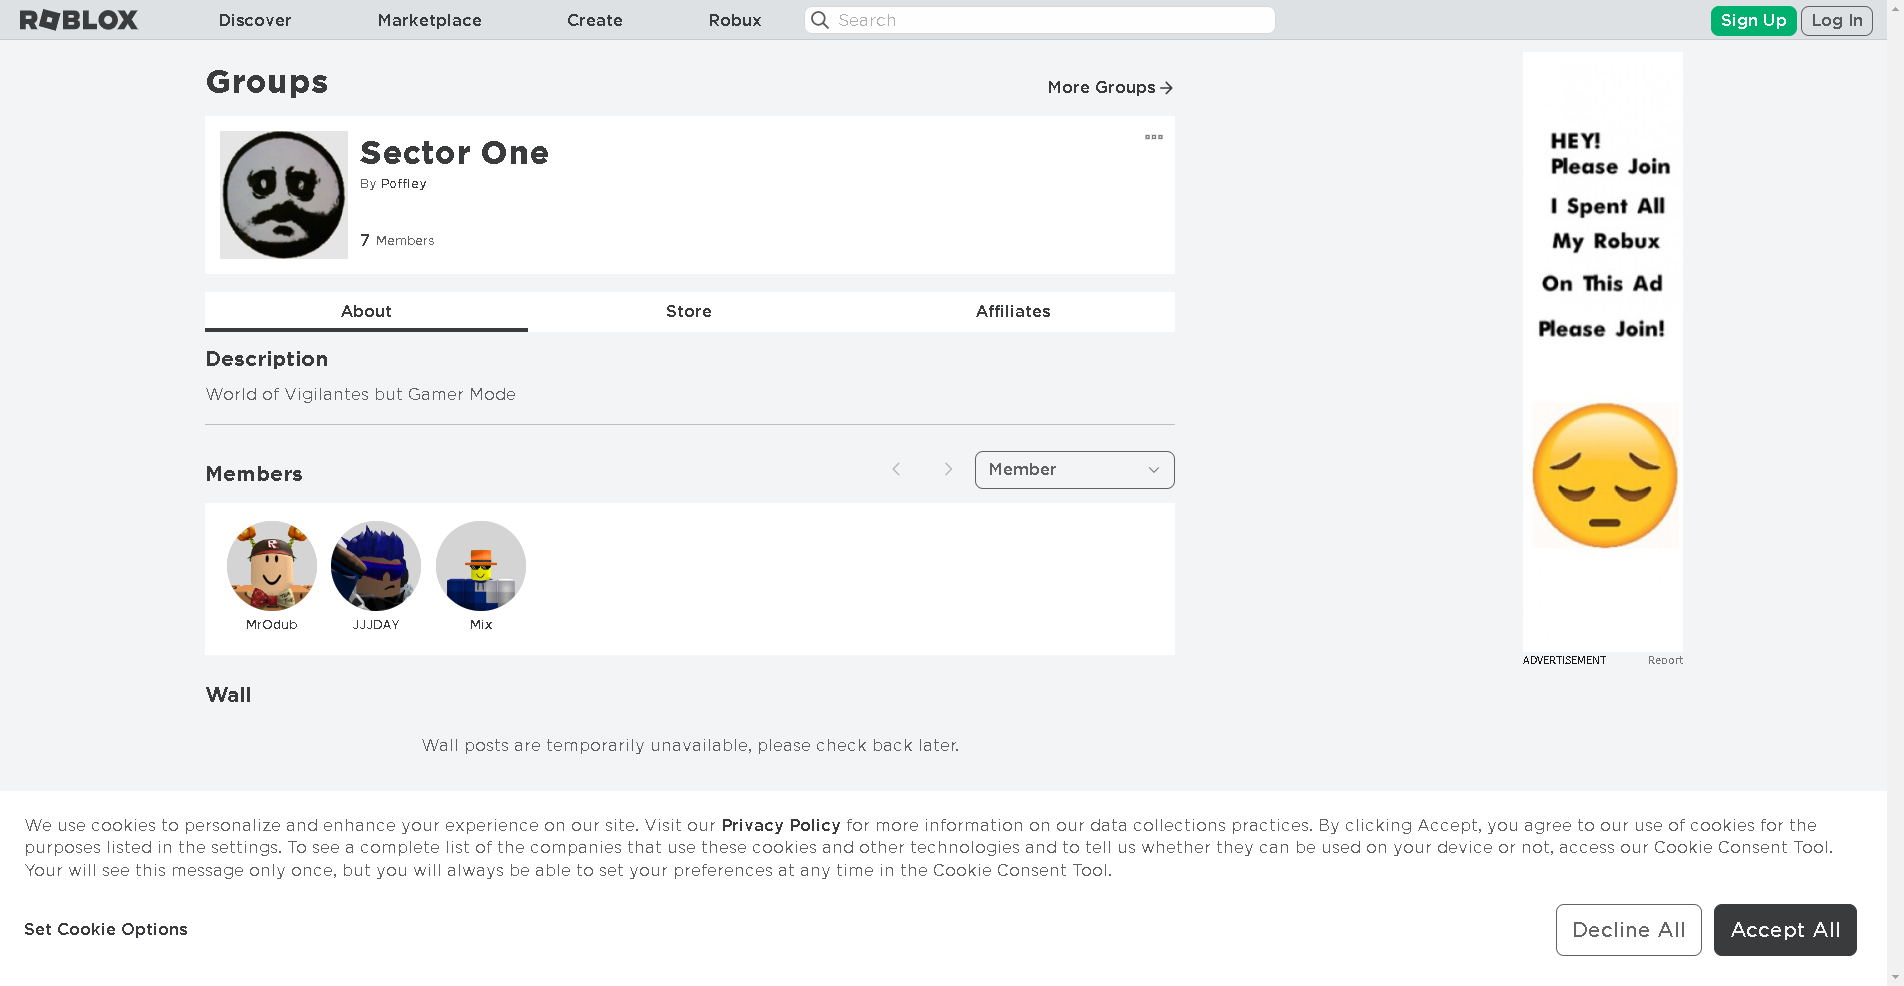 ROBLOX
Discover
Marketplace
Create
Robux
Search
Sign Up
Log In
Groups
More Groups
Sector One
By Poffley
7 Members
About
Store
Affiliates
Description
World of Vigilantes but Gamer Mode
Members
Member
MrOdub
JJJDAY
Mix
Wall
Wall posts are temporarily unavailable, please check back later.
HEY!
Please Join
I Spent All
My Robux
On This Ad
Please Join!
ADVERTISEMENT
Report
We use cookies to personalize and enhance your experience on our site. Visit our Privacy Policy for more information on our data collections practices. By clicking Accept, you agree to our use of cookies for the
purposes listed in the settings. To see a complete list of the companies that use these cookies and other technologies and to tell us whether they can be used on your device or not, access our Cookie Consent Tool.
Your will see this message only once, but you will always be able to set your preferences at any time in the Cookie Consent Tool.
Set Cookie Options
Decline All
Accept All